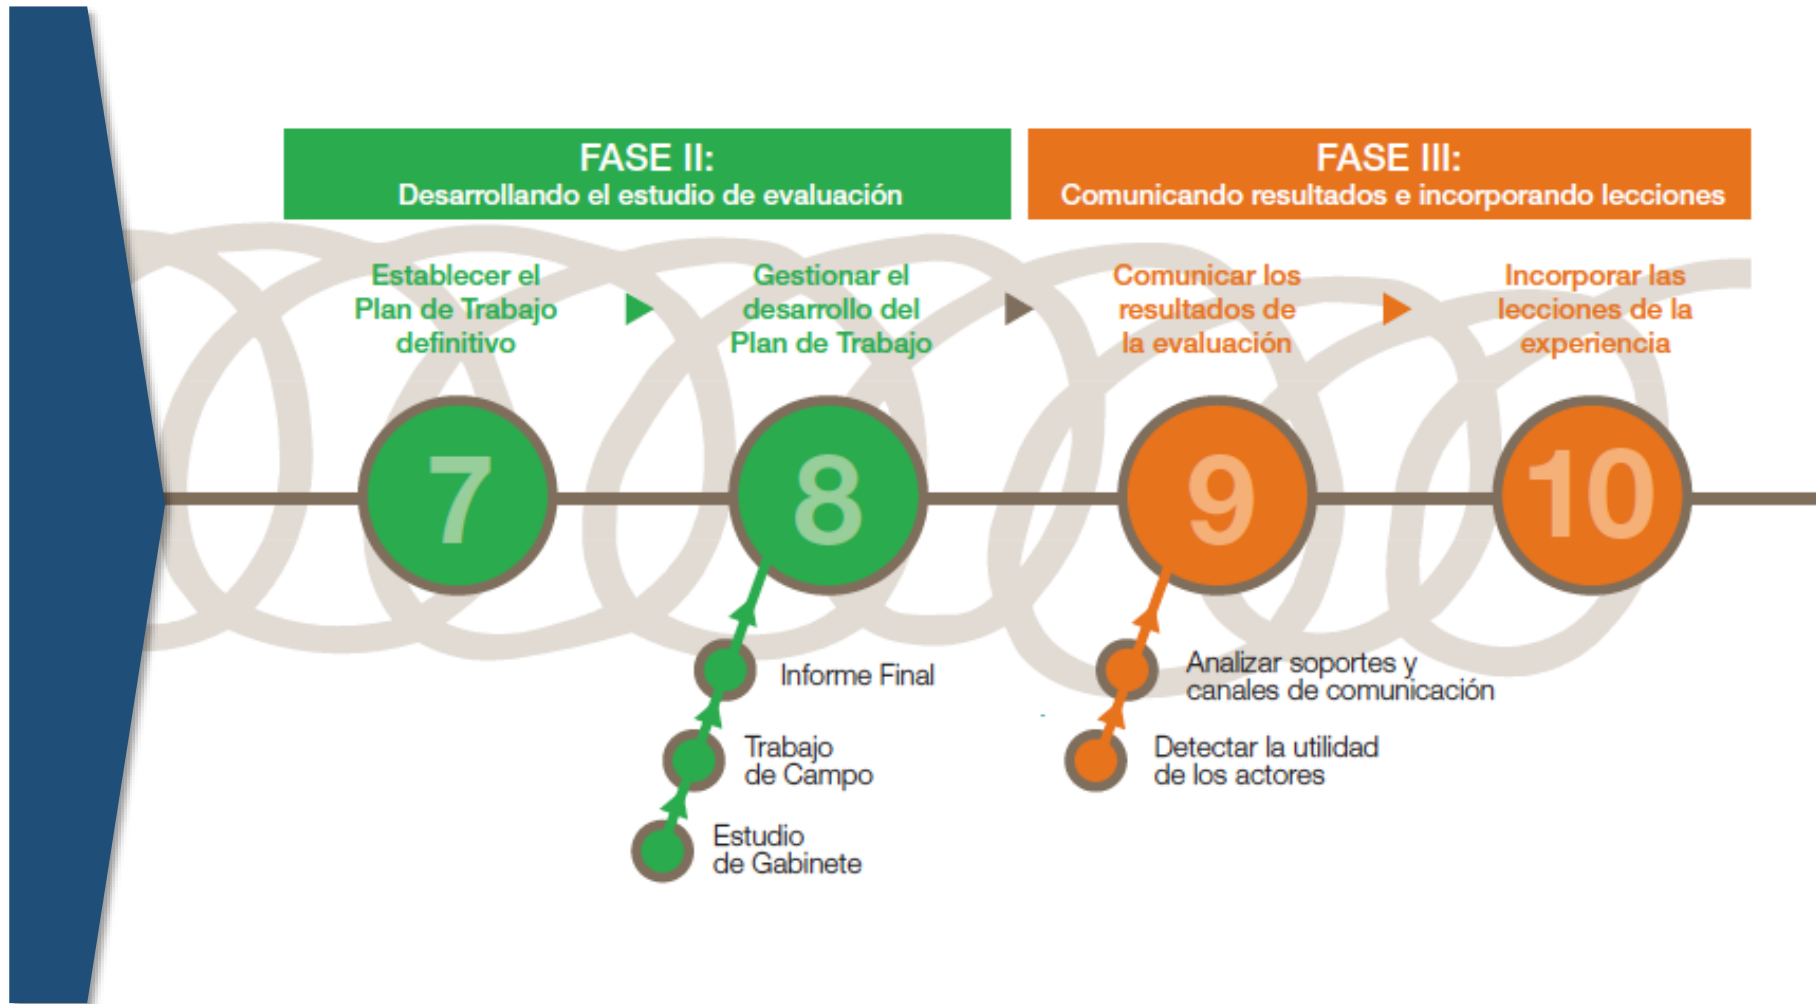 FASE II:
Desarrollando el estudio de evaluación
FASE III:
Comunicando resultados e incorporando lecciones
Establecer el
Plan de Trabajo
definitivo
Gestionar el
desarrollo del
Plan de Trabajo
Comunicar los
resultados de
la evaluación
Incorporar las
lecciones de la
experiencia
7
8
9
10
Informe Final
Trabajo
de Campo
Estudio
de Gabinete
Analizar soportes y
canales de comunicación
Detectar la utilidad
de los actores